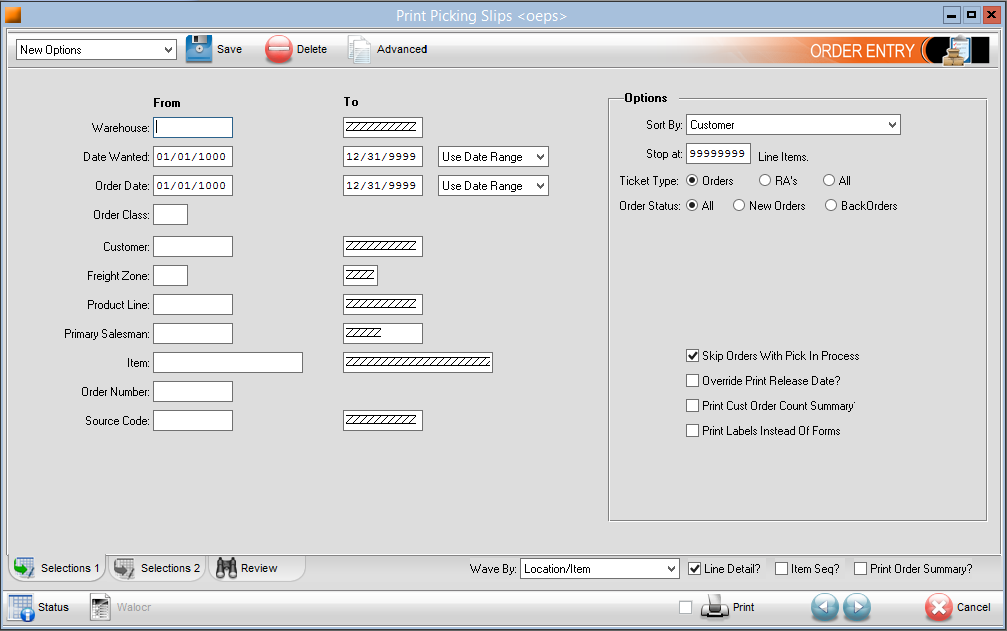 Print Picking Slips <oeps>
New Options Save Delete Advanced ORDER ENTRY
From To Options
Warehouse: ZZZZZZZZZZ Sort By: Customer
Date Wanted: 01/01/1000 12/31/9999 Use Date Range Stop at: 99999999 Line Items.
Order Date: 01/01/1000 12/31/9999 Use Date Range Ticket Type: Orders RA's All
Order Class: Order Status: All New Orders BackOrders
Customer: ZZZZZZZZZZ
Freight Zone: ZZZZ
Product Line: ZZZZZZZZZZ
Primary Salesman: ZZZZZ
Skip Orders With Pick In Process
Item: ZZZZZZZZZZZZZZZZZZZZ
Override Print Release Date?
Order Number:
Print Cust Order Count Summary
Source Code: ZZZZZZZZZZ
Print Labels Instead Of Forms
Selections 1 Selections 2 Review Wave By: Location/Item Line Detail? Item Seq? Print Order Summary?
Status Walocr Print Cancel